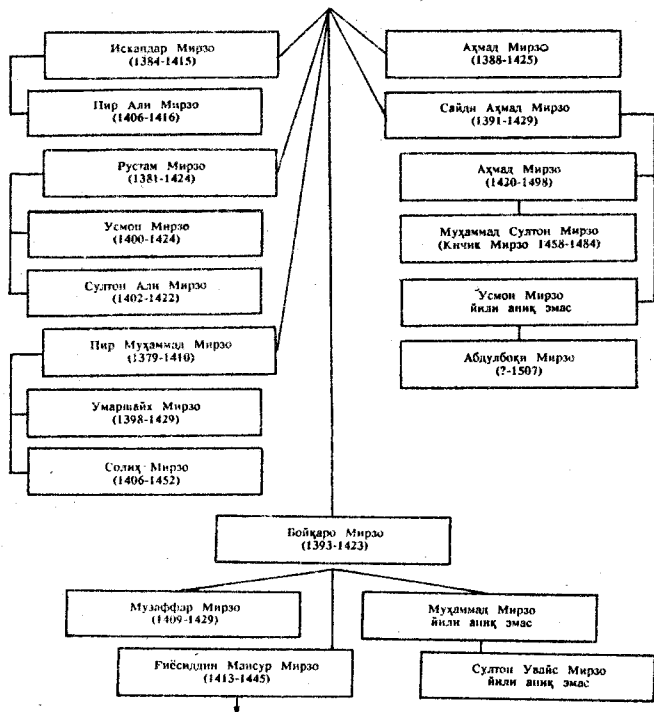 Искандар Мирзо
(1384-1415)
Пир Али Мирзо
(1406-1416)
Рустам Мирзо
(1381-1424)
Усмон Мирзо
(1400-1424)
Султон Али Мирзо
(1402-1422)
Пир Муҳаммад Мирзо
(1379-1410)
Умаршайх Мирзо
(1398-1429)
Солиҳ Мирзо
(1406-1452)
Аҳмад Мирзо
(1388-1425)
Сайди Аҳмад Мирзо
(1391-1429)
Аҳмад Мирзо
(1420-1498)
Муҳаммад Султон Мирзо
(Кичик Мирзо 1458-1484)
Усмон Мирзо
йили аниқ эмас
Абдулбоқи Мирзо
(?-1507)
Бойқаро Мирзо
(1393-1423)
Музаффар Мирзо
(1409-1429)
Муҳаммад Мирзо
йили аниқ эмас
Ғиёсиддин Мансур Мирзо
(1413-1445)
Султон Увайс Мирзо
йили аниқ эмас